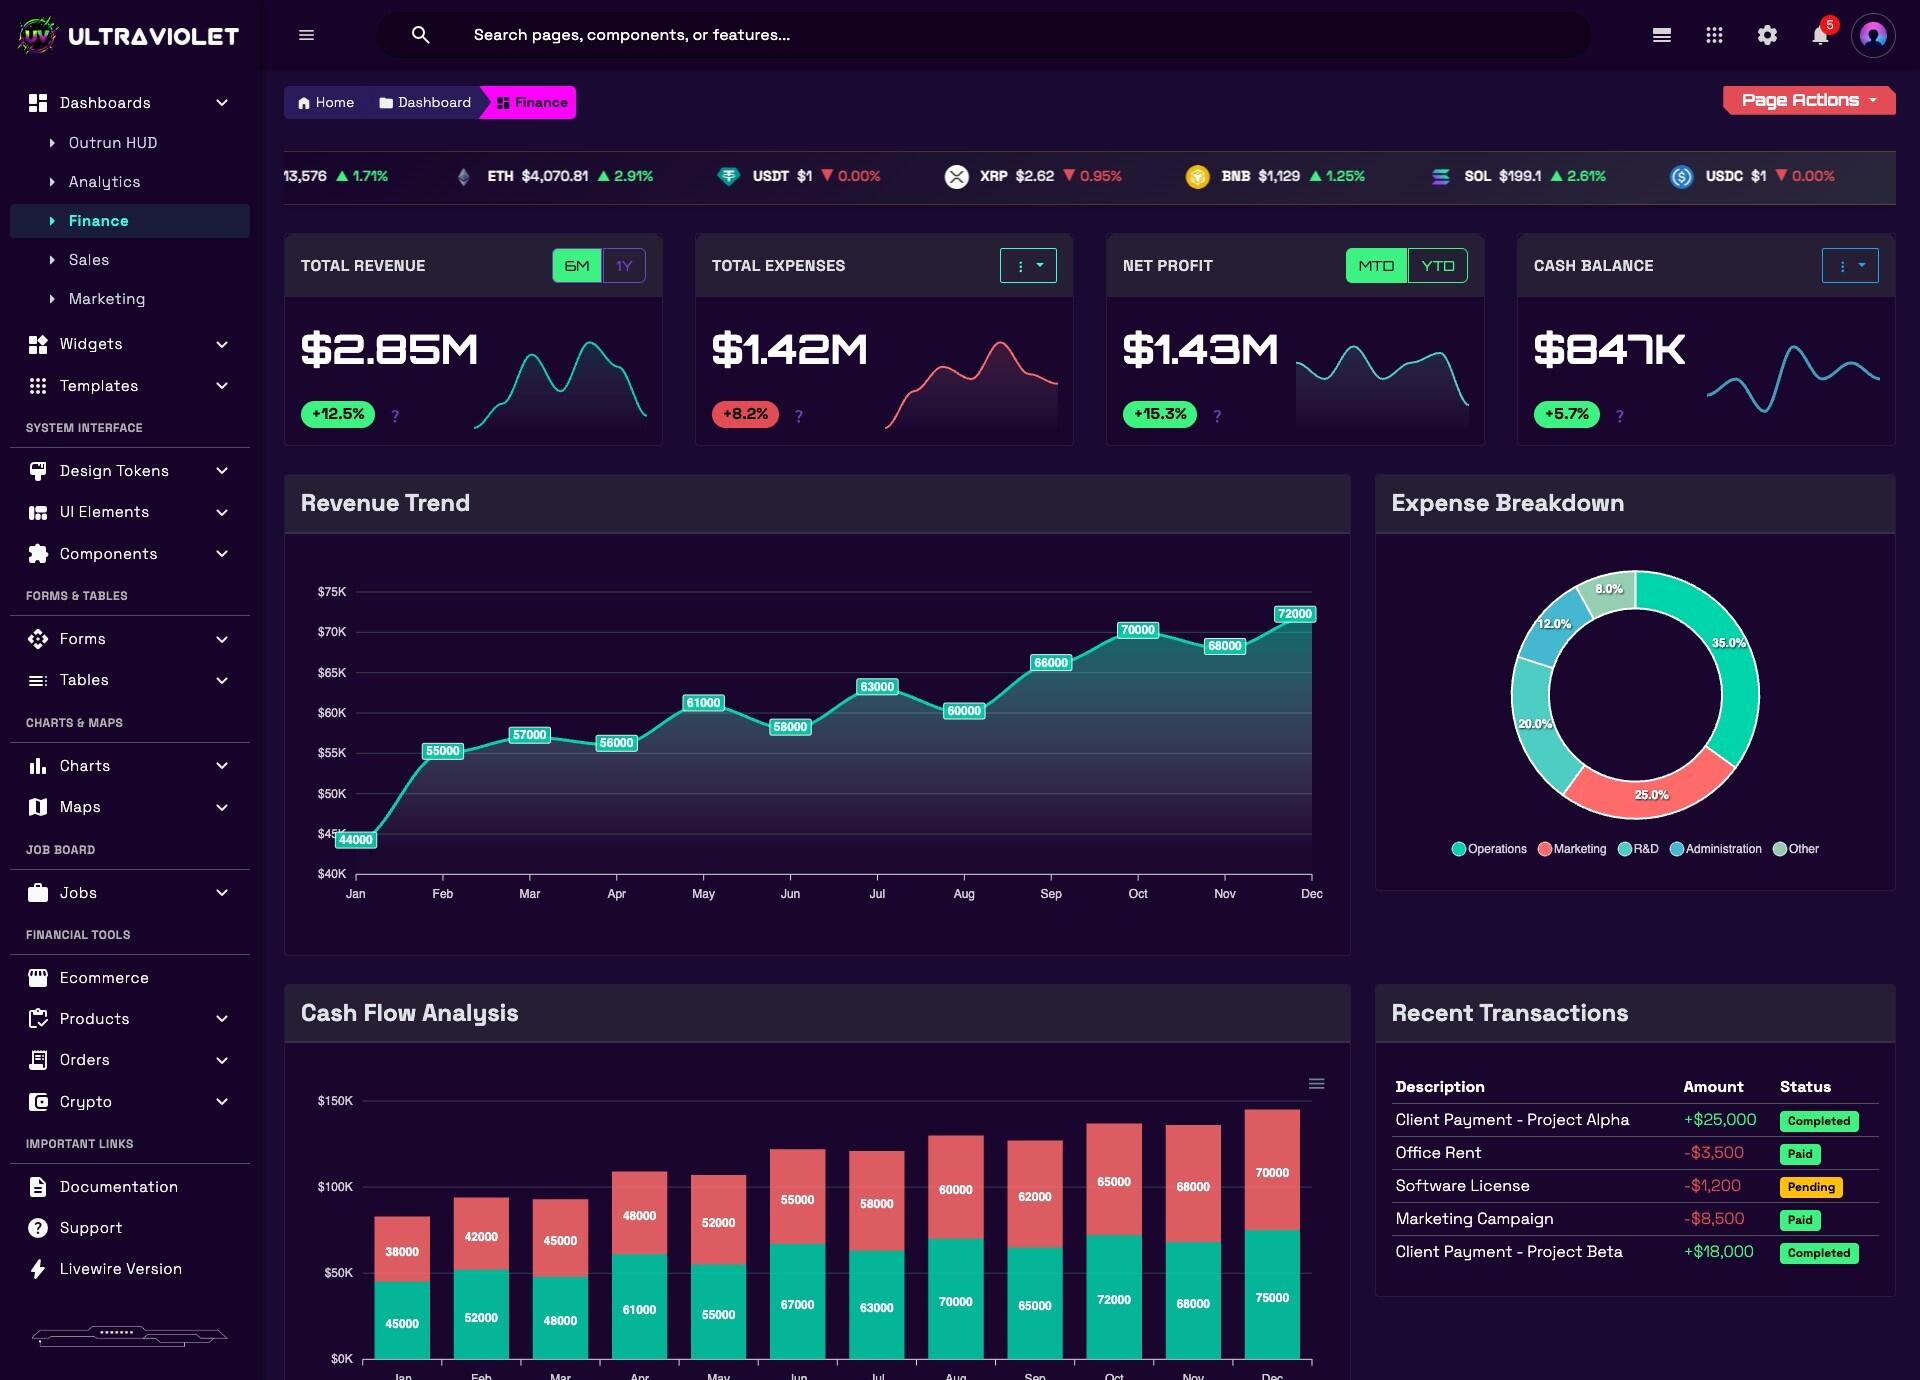 ULTRAVIOLET
Search pages, components, or features...
5
Dashboards
Outrun HUD
Analytics
Finance
Sales
Marketing
Widgets
Templates
SYSTEM INTERFACE
Design Tokens
UI Elements
Components
FORMS & TABLES
Forms
Tables
CHARTS & MAPS
Charts
Maps
JOB BOARD
Jobs
FINANCIAL TOOLS
Ecommerce
Products
Orders
Crypto
IMPORTANT LINKS
Documentation
Support
Livewire Version
Home Dashboard Finance
Page Actions
13,576 ▲ 1.71% ETH $4,070.81 ▲ 2.91% USDT $1 ▼ 0.00% XRP $2.62 ▼ 0.95% BNB $1,129 ▲ 1.25% SOL $199.1 ▲ 2.61% USDC $1 ▼ 0.00%
TOTAL REVENUE 6M 1Y
$2.85M
+12.5% ?
TOTAL EXPENSES
$1.42M
+8.2% ?
NET PROFIT MTD YTD
$1.43M
+15.3% ?
CASH BALANCE
$847K
+5.7% ?
Revenue Trend
$75K
$70K
$65K
$60K
$55K
$50K
$45K
$40K
44000 55000 57000 56000 61000 58000 63000 60000 66000 70000 68000 72000
Jan Feb Mar Apr May Jun Jul Aug Sep Oct Nov Dec
Expense Breakdown
8.0%
12.0%
35.0%
20.0%
25.0%
Operations Marketing R&D Administration Other
Cash Flow Analysis
$150K
$100K
$50K
$0K
38000 42000 45000 48000 52000 55000 58000 60000 62000 65000 68000 70000
45000 52000 48000 61000 55000 67000 63000 70000 65000 72000 68000 75000
Jan Feb Mar Apr May Jun Jul Aug Sep Oct Nov Dec
Recent Transactions
Description Amount Status
Client Payment - Project Alpha +$25,000 Completed
Office Rent -$3,500 Paid
Software License -$1,200 Pending
Marketing Campaign -$8,500 Paid
Client Payment - Project Beta +$18,000 Completed